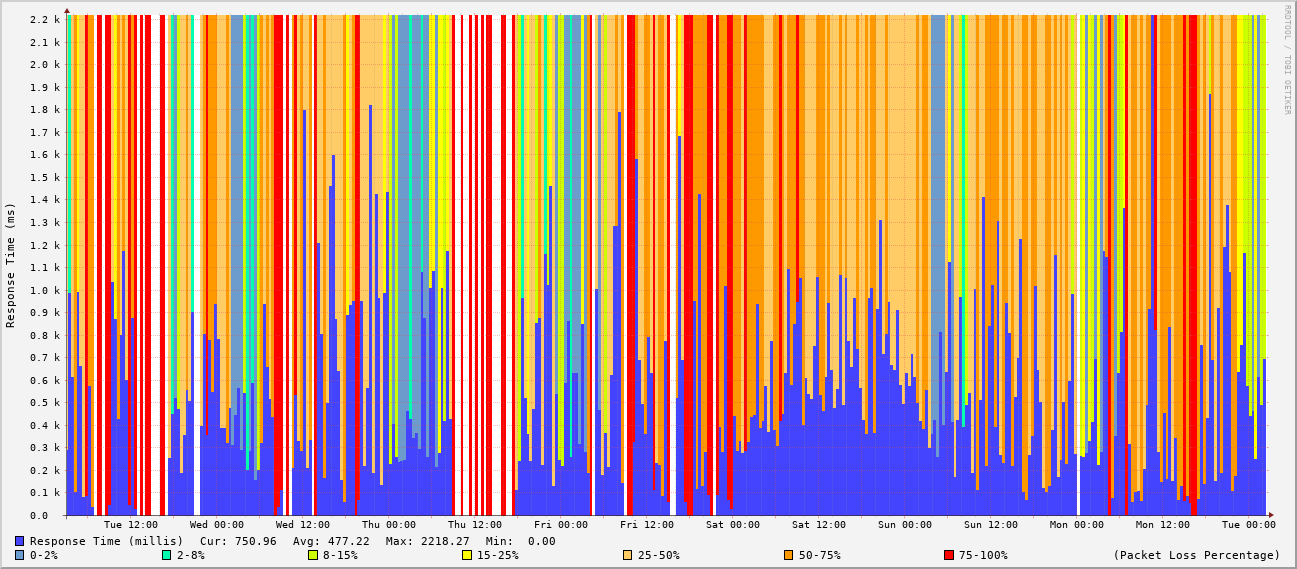 RRDTOOL / TOBI OETIKER
Response Time (ms)
2.2 k
2.1 k
2.0 k
1.9 k
1.8 k
1.7 k
1.6 k
1.5 k
1.4 k
1.3 k
1.2 k
1.1 k
1.0 k
0.9 k
0.8 k
0.7 k
0.6 k
0.5 k
0.4 k
0.3 k
0.2 k
0.1 k
0.0
Tue 12:00 Wed 00:00 Wed 12:00 Thu 00:00 Thu 12:00 Fri 00:00 Fri 12:00 Sat 00:00 Sat 12:00 Sun 00:00 Sun 12:00 Mon 00:00 Mon 12:00 Tue 00:00
Response Time (millis) Cur: 750.96 Avg: 477.22 Max: 2218.27 Min: 0.00
0-2% 2-8% 8-15% 15-25% 25-50% 50-75% 75-100% (Packet Loss Percentage)